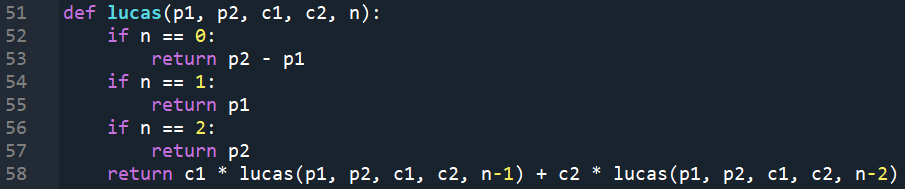 51 def lucas(p1, p2, c1, c2, n):
52     if n == 0:
53         return p2 - p1
54     if n == 1:
55         return p1
56     if n == 2:
57         return p2
58     return c1 * lucas(p1, p2, c1, c2, n-1) + c2 * lucas(p1, p2, c1, c2, n-2)